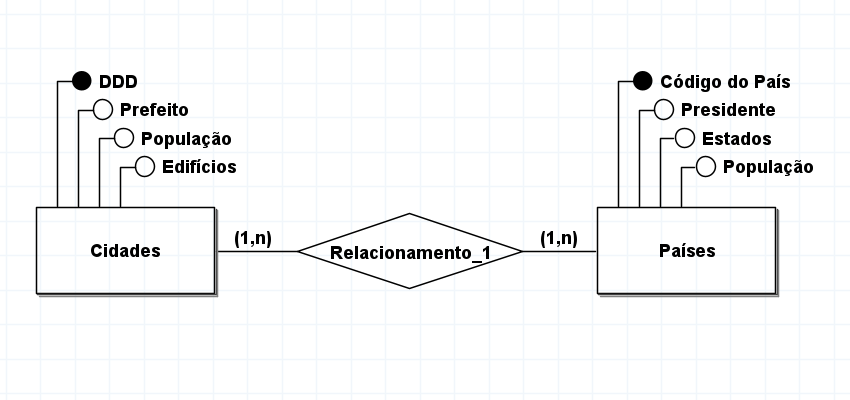 DDD
Prefeito
População
Edifícios
Cidades
(1,n)
Relacionamento_1
(1,n)
Código do País
Presidente
Estados
População
Países